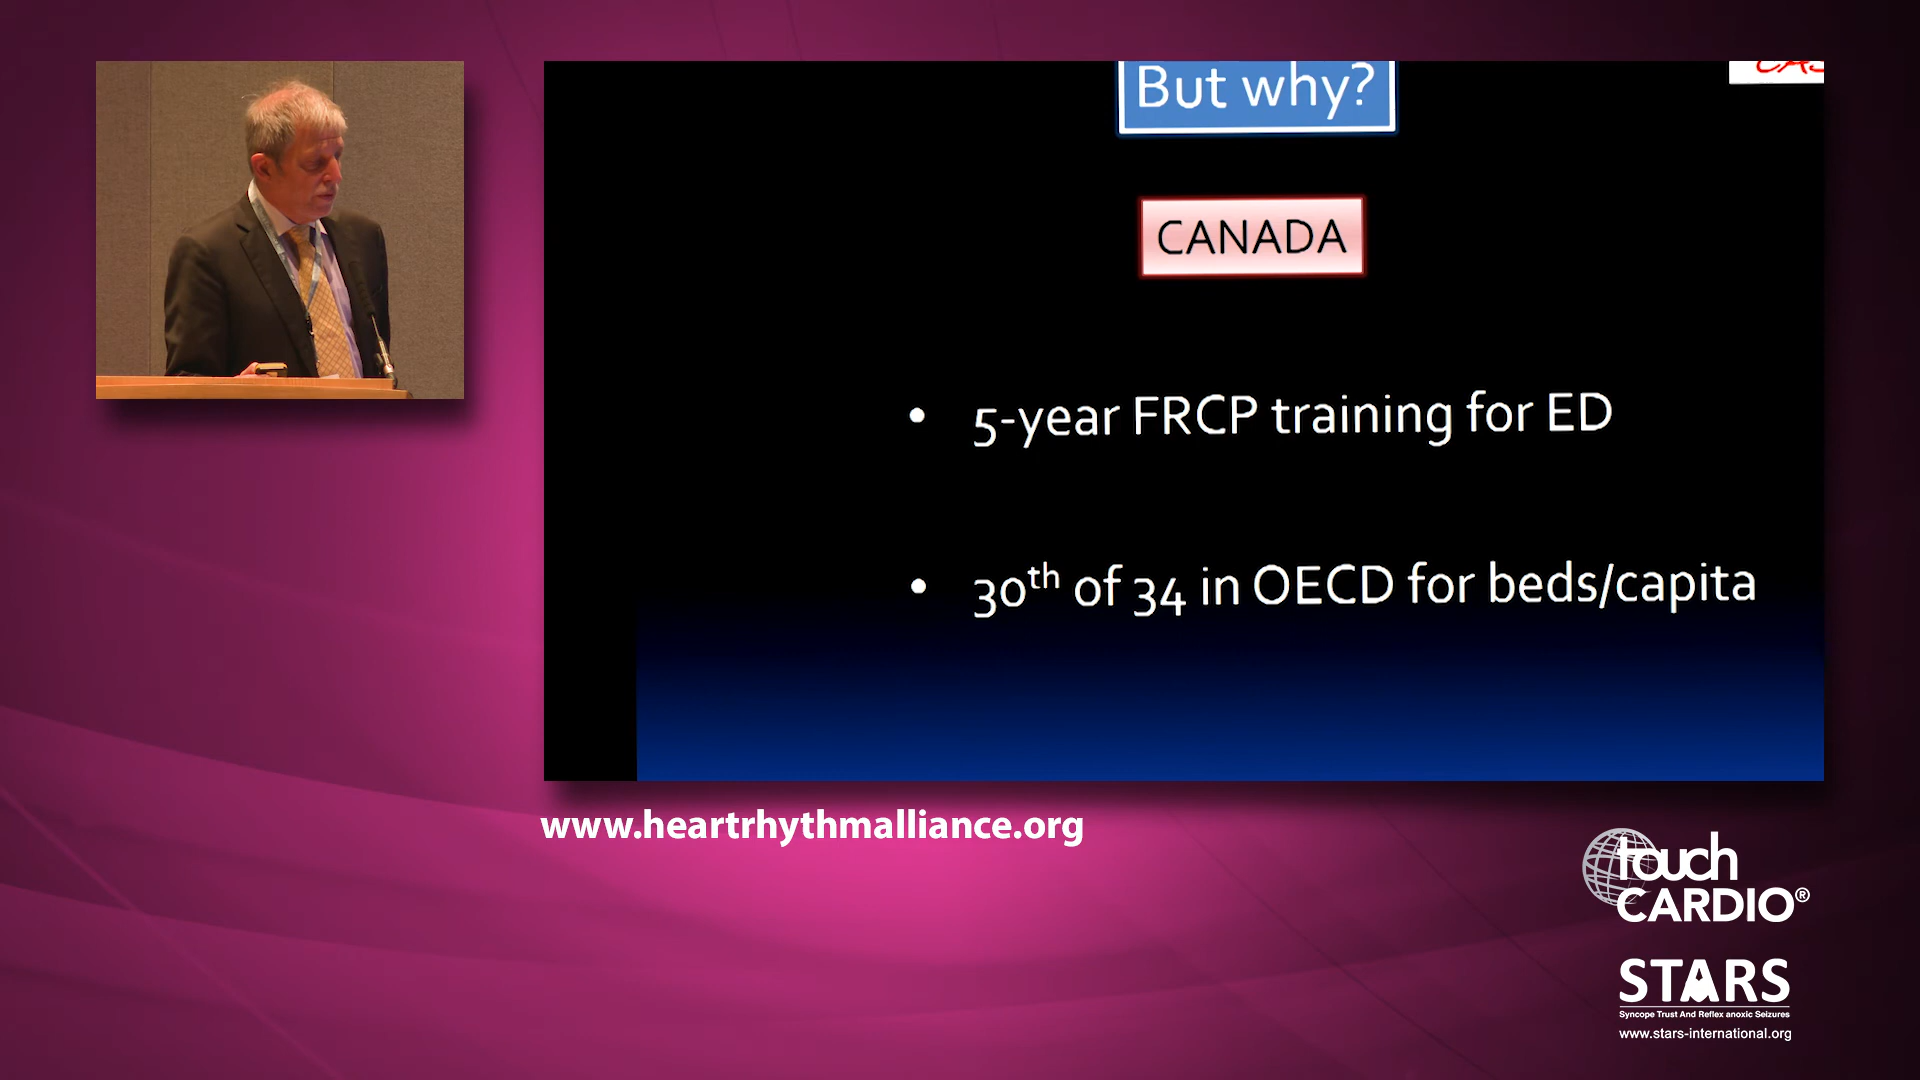 But why?
CANADA
• 5-year FRCP training for ED
• 30th of 34 in OECD for beds/capita
www.heartrhythmalliance.org
touch
CARDIO®
STARS
Syncope Trust And Reflex anoxic Seizures
www.stars-international.org